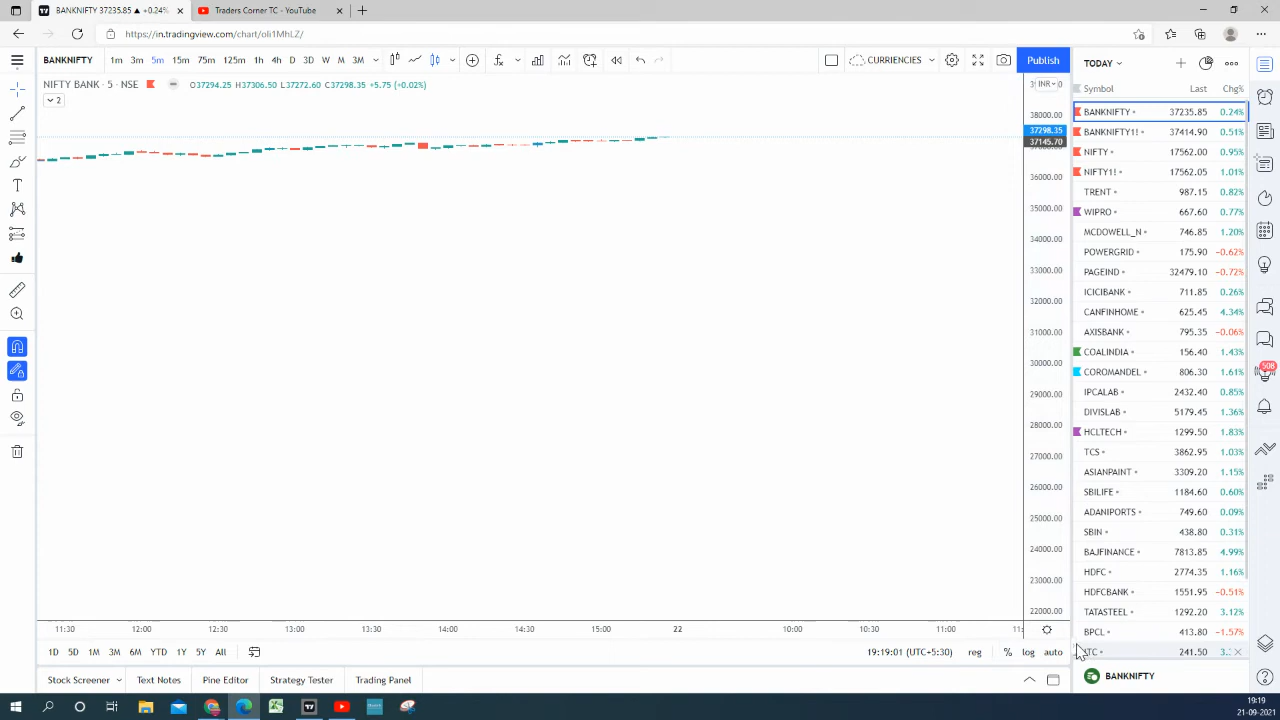 BANKNIFTY 37235.85 ▲ +0.24%
Traders Corner TC - YouTube
https://in.tradingview.com/chart/oli1MhLZ/
BANKNIFTY 1m 3m 5m 15m 75m 125m 1h 4h D 3D W M 3M
CURRENCIES
Publish
NIFTY BANK · 5 · NSE O37294.25 H37306.50 L37272.60 C37298.35 +5.75 (+0.02%)
2
INR
38000.00
37298.35
37145.70
36000.00
35000.00
34000.00
33000.00
32000.00
31000.00
30000.00
29000.00
28000.00
27000.00
26000.00
25000.00
24000.00
23000.00
22000.00
11:30 12:00 12:30 13:00 13:30 14:00 14:30 15:00 22 10:00 10:30 11:00 11:
1D 5D 1M 3M 6M YTD 1Y 5Y All
19:19:01 (UTC+5:30) reg % log auto
Stock Screener Text Notes Pine Editor Strategy Tester Trading Panel
TODAY
Symbol Last Chg%
BANKNIFTY 37235.85 0.24%
BANKNIFTY1! 37414.90 0.51%
NIFTY 17562.00 0.95%
NIFTY1! 17562.05 1.01%
TRENT 987.15 0.82%
WIPRO 667.60 0.77%
MCDOWELL_N 746.85 1.20%
POWERGRID 175.90 −0.62%
PAGEIND 32479.10 −0.72%
ICICIBANK 711.85 0.26%
CANFINHOME 625.45 4.34%
AXISBANK 795.35 −0.06%
COALINDIA 156.40 1.43%
COROMANDEL 806.30 1.61%
IPCALAB 2432.40 0.85%
DIVISLAB 5179.45 1.36%
HCLTECH 1299.50 1.83%
TCS 3862.95 1.03%
ASIANPAINT 3309.20 1.15%
SBILIFE 1184.60 0.60%
ADANIPORTS 749.60 0.09%
SBIN 438.80 0.31%
BAJFINANCE 7813.85 4.99%
HDFC 2774.35 1.16%
HDFCBANK 1551.95 −0.51%
TATASTEEL 1292.20 3.12%
BPCL 413.80 −1.57%
241.50
BANKNIFTY
508
19:19
21-09-2021